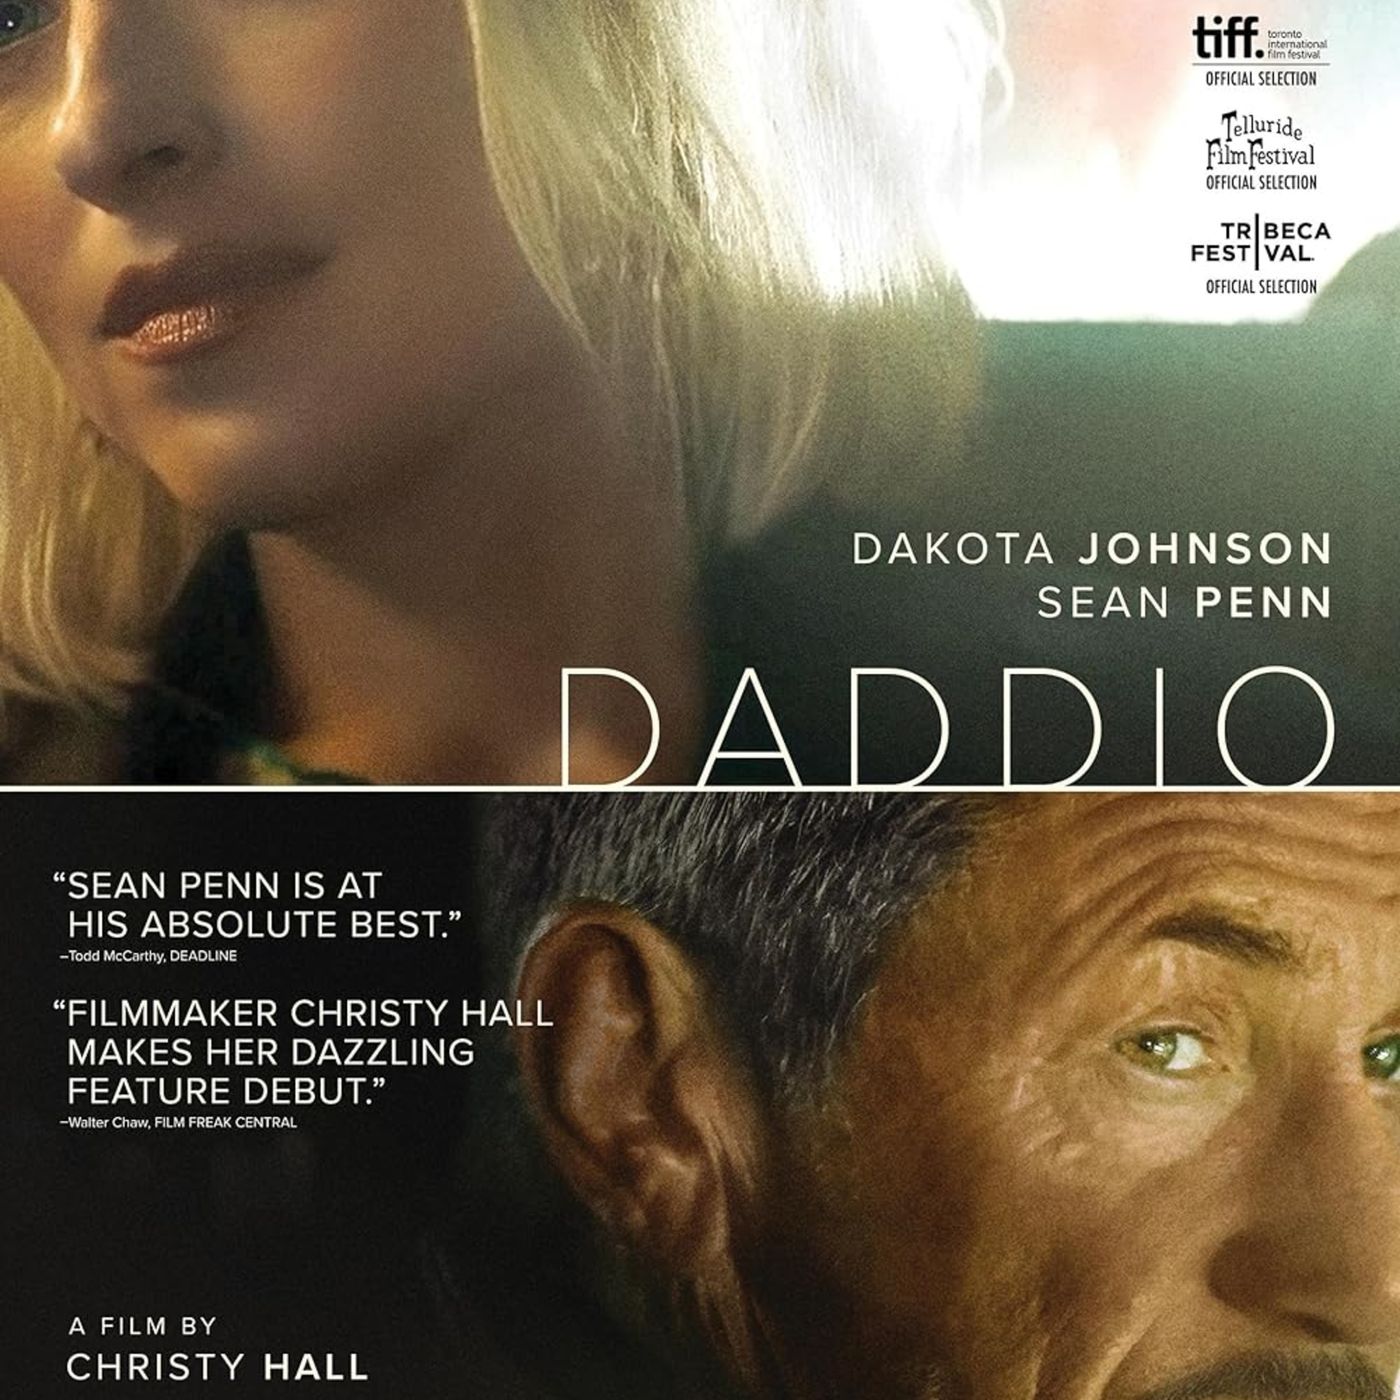 tiff. toronto
international
film festival
OFFICIAL SELECTION
Telluride
Film Festival
OFFICIAL SELECTION
TRIBECA
FESTIVAL.
OFFICIAL SELECTION
DAKOTA JOHNSON
SEAN PENN
DADDIO
“SEAN PENN IS AT
HIS ABSOLUTE BEST.”
–Todd McCarthy, DEADLINE
“FILMMAKER CHRISTY HALL
MAKES HER DAZZLING
FEATURE DEBUT.”
–Walter Chaw, FILM FREAK CENTRAL
A FILM BY
CHRISTY HALL